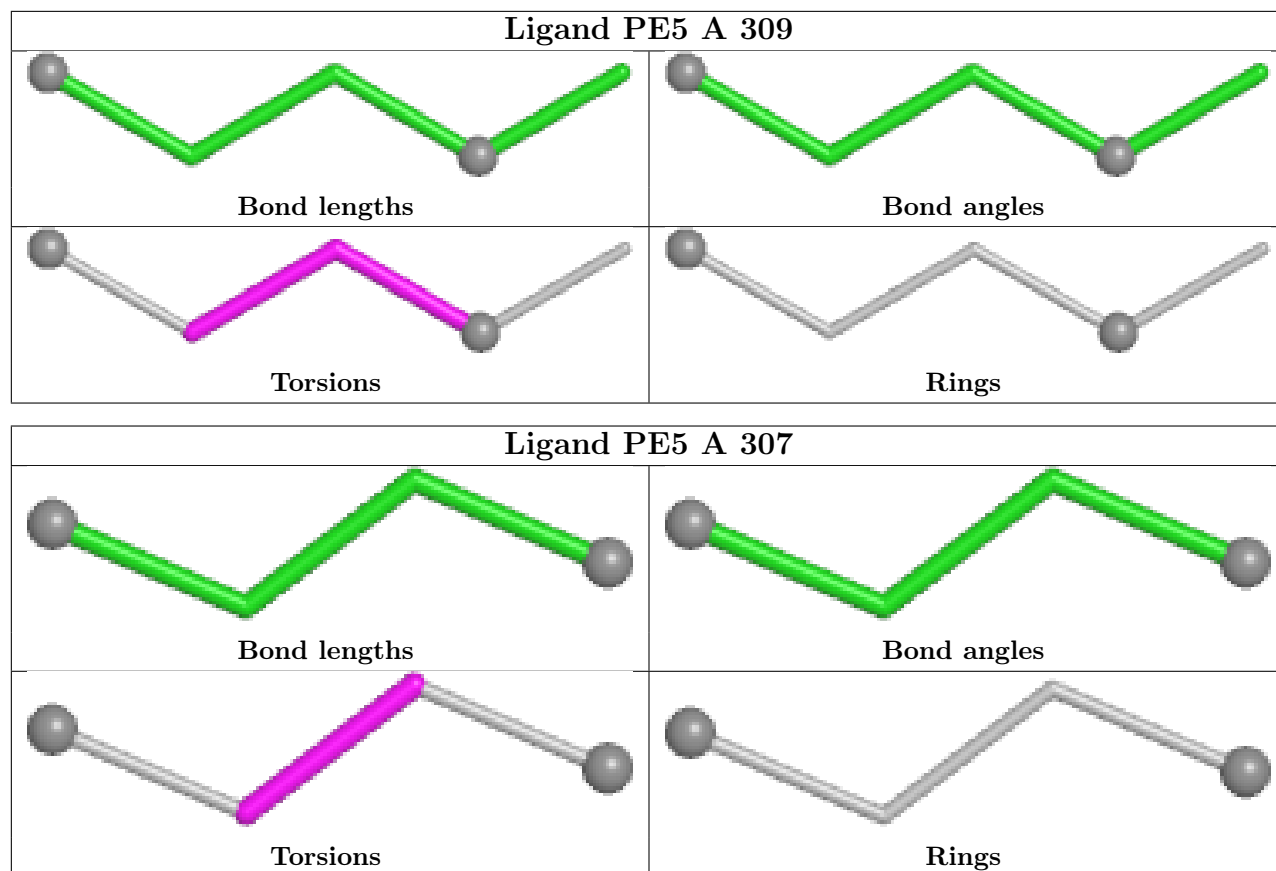 Ligand PE5 A 309
Bond lengths
Bond angles
Torsions
Rings
Ligand PE5 A 307
Bond lengths
Bond angles
Torsions
Rings